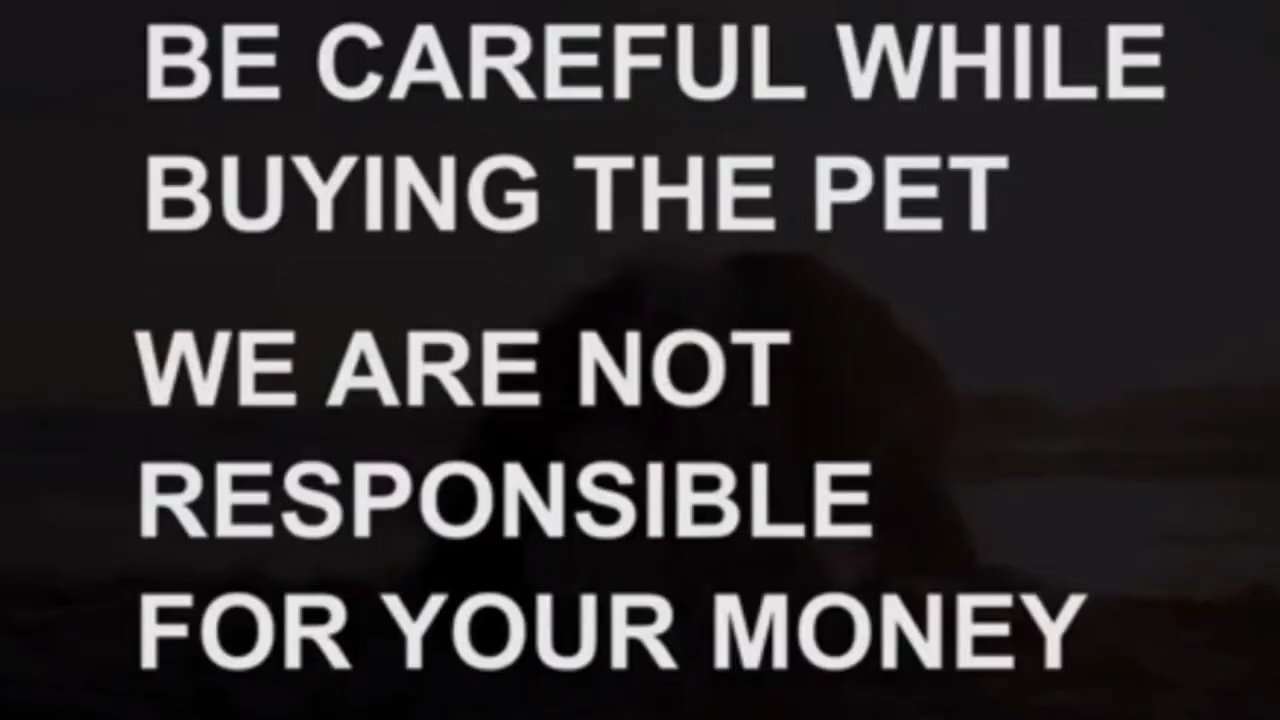 BE CAREFUL WHILE
BUYING THE PET
WE ARE NOT
RESPONSIBLE
FOR YOUR MONEY